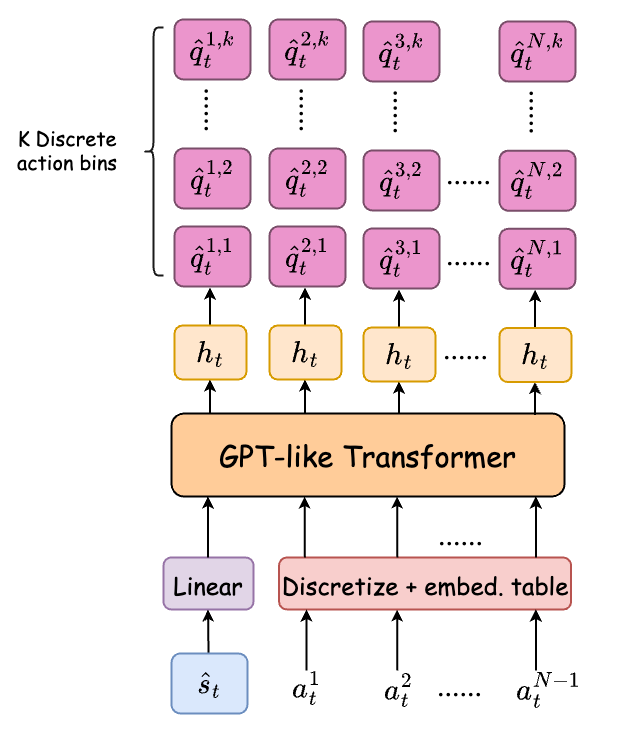 $\hat{q}_t^{1,k}$ $\hat{q}_t^{2,k}$ $\hat{q}_t^{3,k}$ $\hat{q}_t^{N,k}$
K Discrete
action bins
$\hat{q}_t^{1,2}$ $\hat{q}_t^{2,2}$ $\hat{q}_t^{3,2}$ ...... $\hat{q}_t^{N,2}$
$\hat{q}_t^{1,1}$ $\hat{q}_t^{2,1}$ $\hat{q}_t^{3,1}$ ...... $\hat{q}_t^{N,1}$
$h_t$ $h_t$ $h_t$ ...... $h_t$
GPT-like Transformer
......
Linear Discretize + embed. table
$\hat{s}_t$ $a_t^1$ $a_t^2$ ...... $a_t^{N-1}$